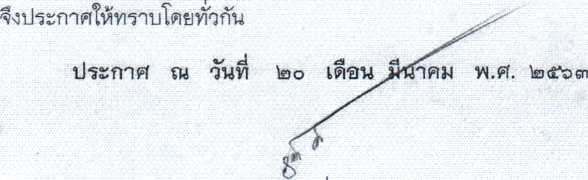 จึงประกาศให้ทราบโดยทั่วกัน
ประกาศ ณ วันที่ ๒๐ เดือน มีนาคม พ.ศ. ๒๕๖๓